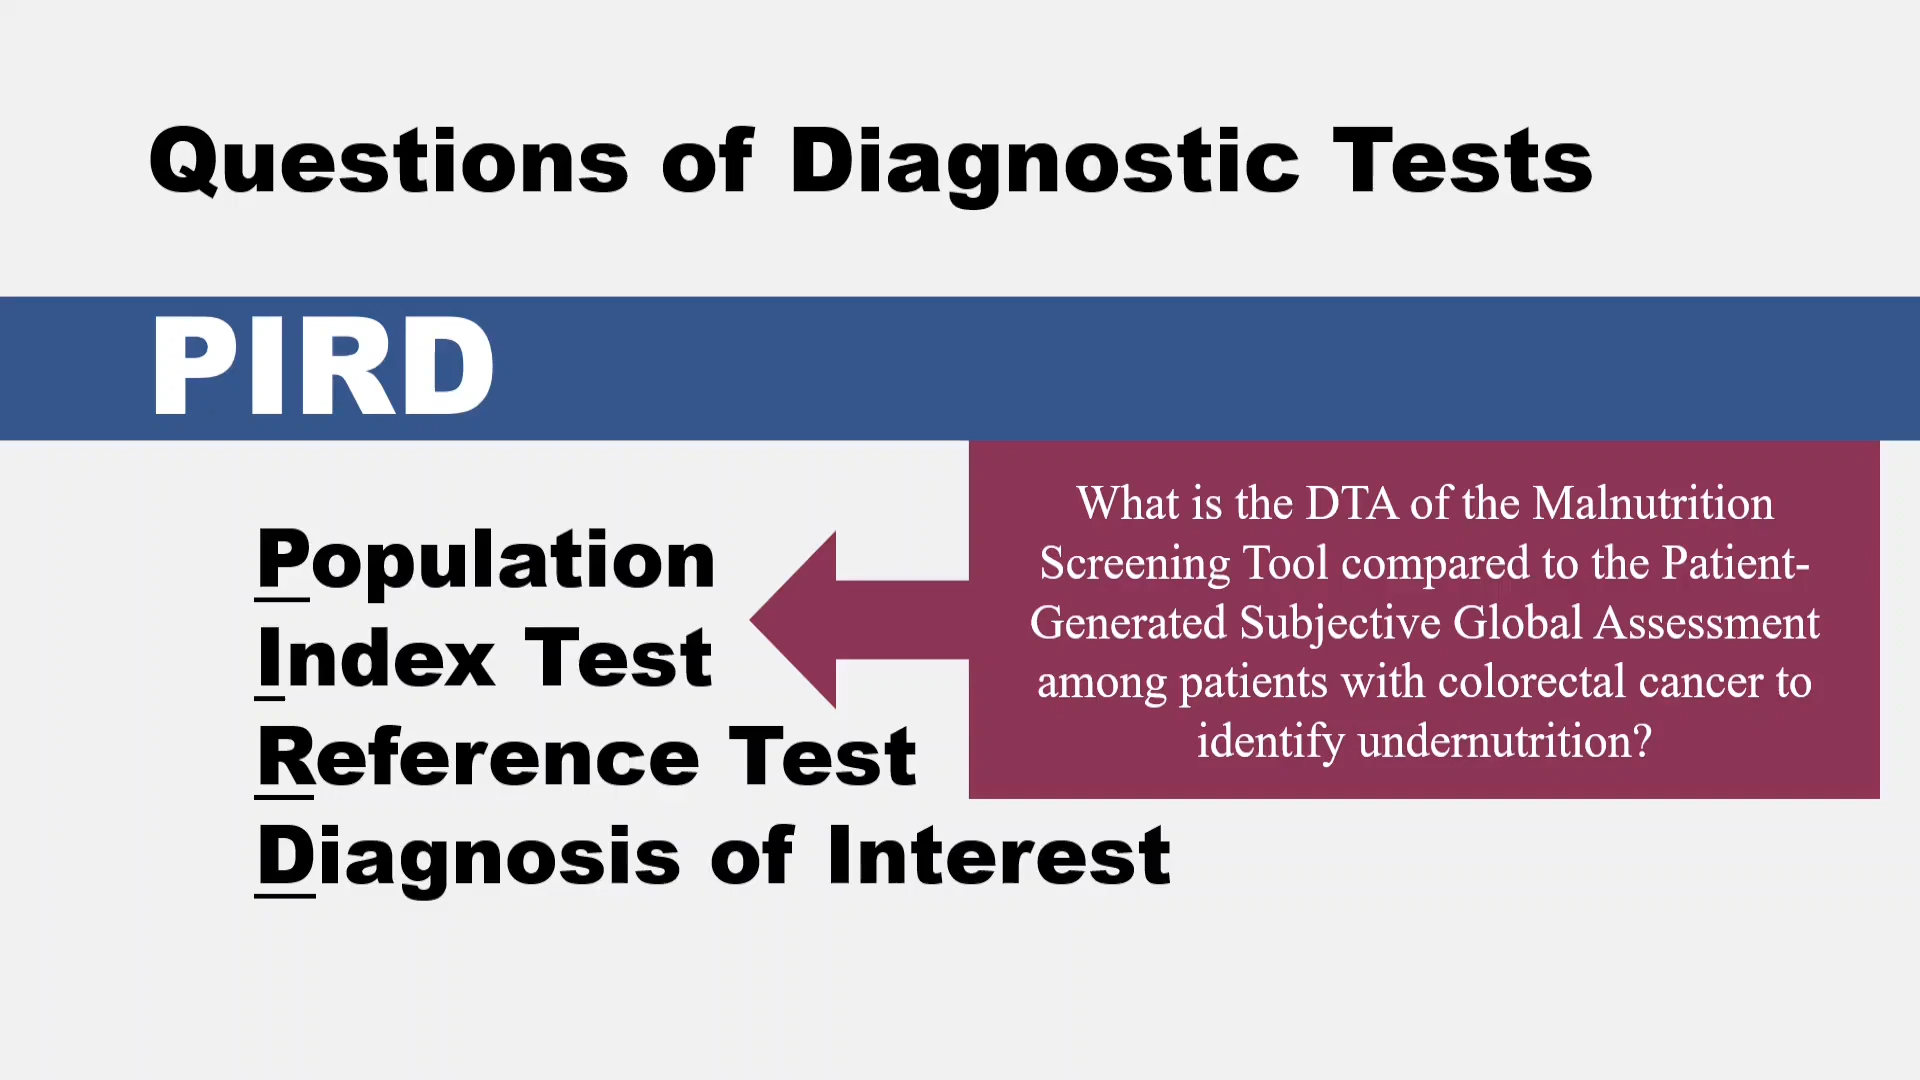 Questions of Diagnostic Tests
PIRD
Population
Index Test
Reference Test
Diagnosis of Interest
What is the DTA of the Malnutrition
Screening Tool compared to the Patient-
Generated Subjective Global Assessment
among patients with colorectal cancer to
identify undernutrition?